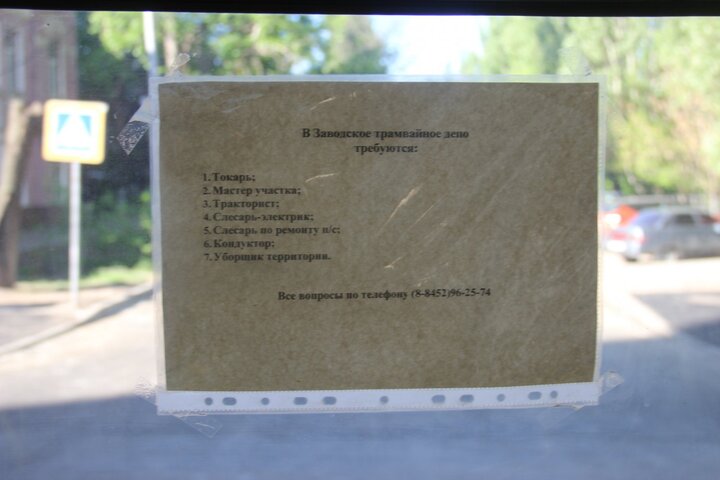 В Заводское трамвайное депо
требуются:
1. Токарь;
2. Мастер участка;
3. Тракторист;
4. Слесарь-электрик;
5. Слесарь по ремонту п/с;
6. Кондуктор;
7. Уборщик территории.
Все вопросы по телефону (8-8452)96-25-74